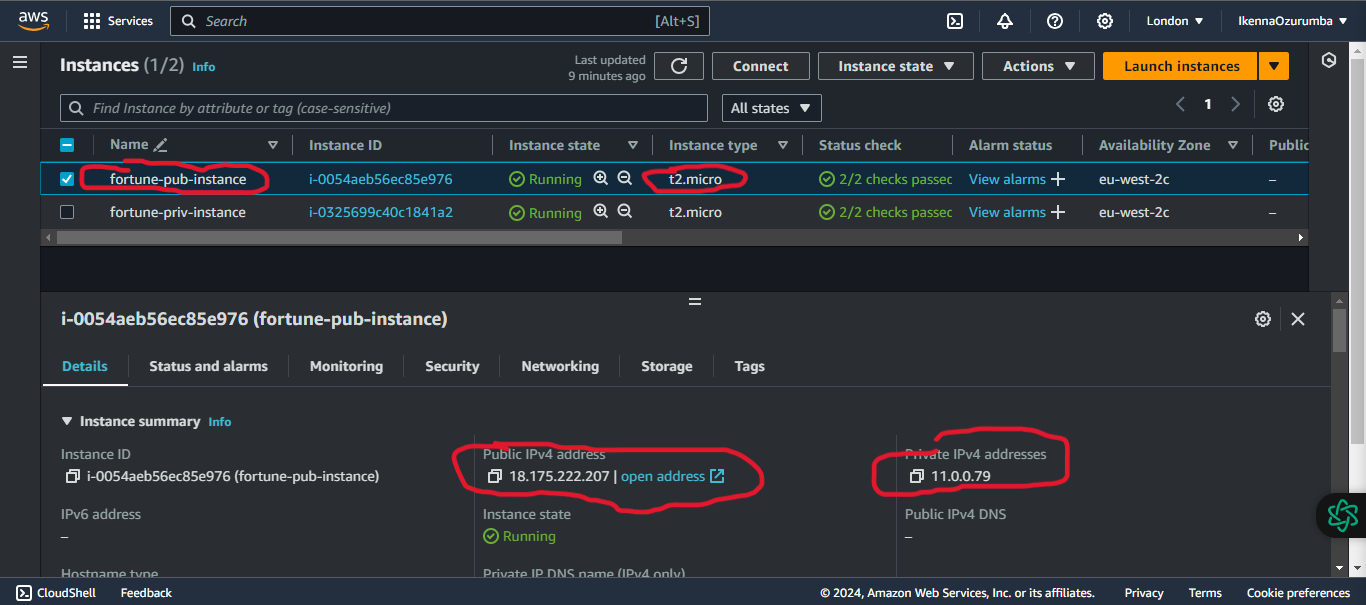 aws Services Search [Alt+S] London IkennaOzurumba
Instances (1/2) Info Last updated 9 minutes ago Connect Instance state Actions Launch instances
Find Instance by attribute or tag (case-sensitive) All states 1
Name Instance ID Instance state Instance type Status check Alarm status Availability Zone Public
fortune-pub-instance i-0054aeb56ec85e976 Running t2.micro 2/2 checks passec View alarms + eu-west-2c –
fortune-priv-instance i-0325699c40c1841a2 Running t2.micro 2/2 checks passec View alarms + eu-west-2c –
i-0054aeb56ec85e976 (fortune-pub-instance)
Details Status and alarms Monitoring Security Networking Storage Tags
Instance summary Info
Instance ID Public IPv4 address Private IPv4 addresses
i-0054aeb56ec85e976 (fortune-pub-instance) 18.175.222.207 | open address 11.0.0.79
IPv6 address Instance state Public IPv4 DNS
– Running –
Hostname type Private IP DNS name (IPv4 only)
CloudShell Feedback © 2024, Amazon Web Services, Inc. or its affiliates. Privacy Terms Cookie preferences